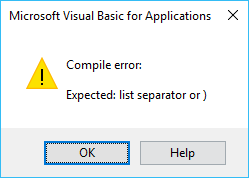 Microsoft Visual Basic for Applications
Compile error:
Expected: list separator or )
OK
Help